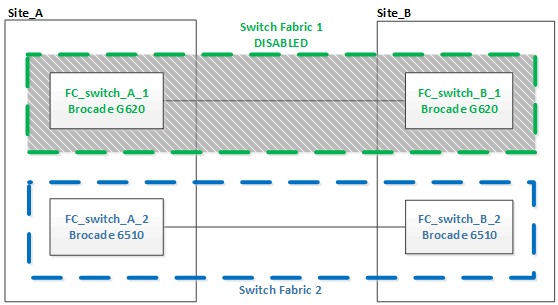 Site_A
Switch Fabric 1
DISABLED
Site_B
FC_switch_A_1
Brocade G620
FC_switch_B_1
Brocade G620
FC_switch_A_2
Brocade 6510
FC_switch_B_2
Brocade 6510
Switch Fabric 2